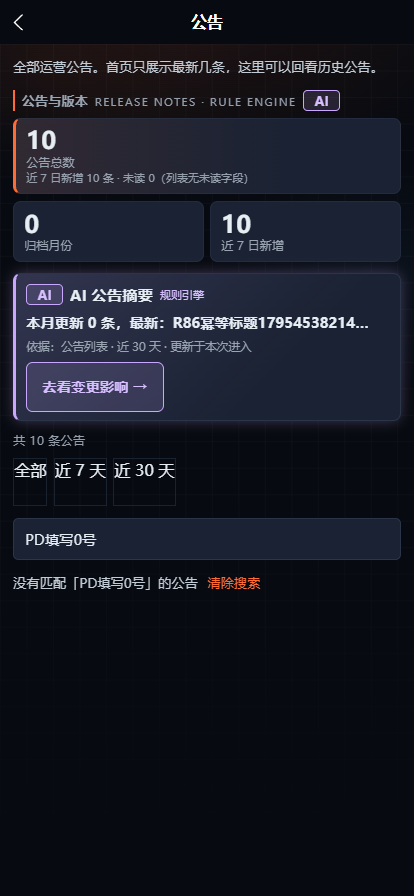 公告
全部运营公告。首页只展示最新几条，这里可以回看历史公告。
公告与版本 RELEASE NOTES · RULE ENGINE AI
10
公告总数
近 7 日新增 10 条 · 未读 0（列表无未读字段）
0
归档月份
10
近 7 日新增
AI AI 公告摘要 规则引擎
本月更新 0 条，最新：R86幂等标题17954538214...
依据：公告列表 · 近 30 天 · 更新于本次进入
去看变更影响 →
共 10 条公告
全部 近 7 天 近 30 天
PD填写0号
没有匹配「PD填写0号」的公告 清除搜索